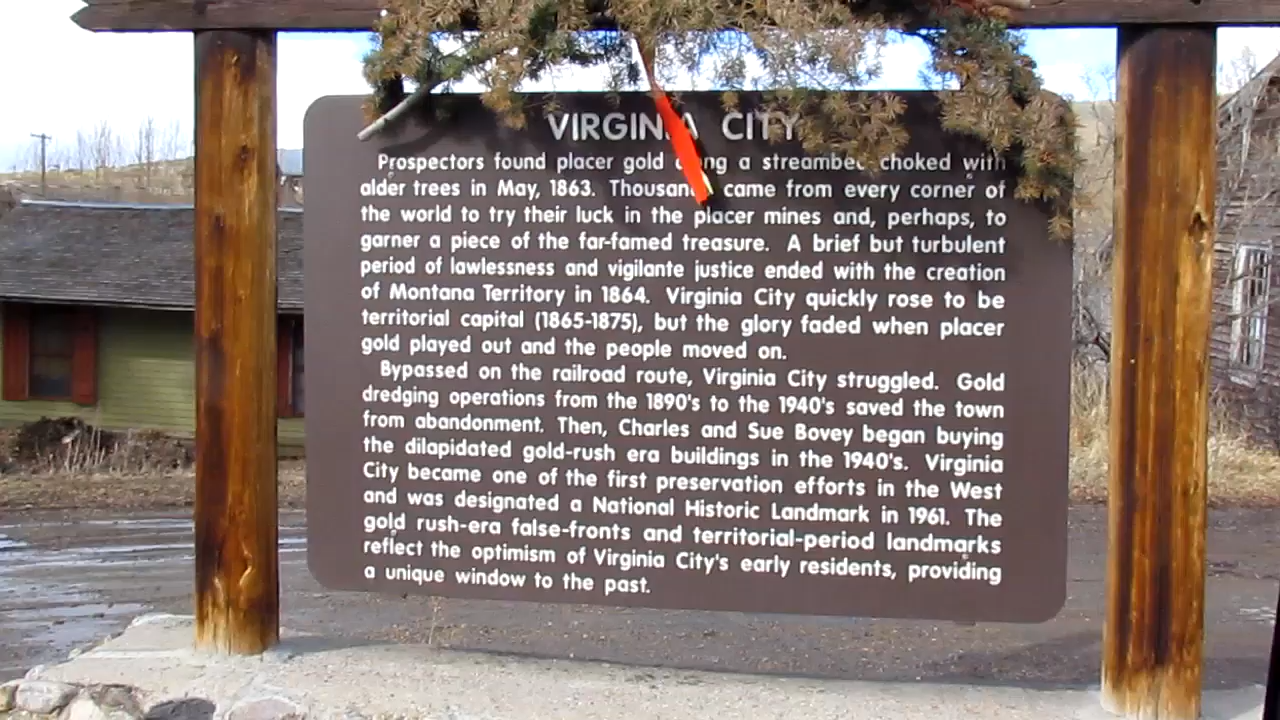 VIRGINIA CITY
Prospectors found placer gold along a streambed choked with
alder trees in May, 1863. Thousands came from every corner of
the world to try their luck in the placer mines and, perhaps, to
garner a piece of the far-famed treasure. A brief but turbulent
period of lawlessness and vigilante justice ended with the creation
of Montana Territory in 1864. Virginia City quickly rose to be
territorial capital (1865-1875), but the glory faded when placer
gold played out and the people moved on.
Bypassed on the railroad route, Virginia City struggled. Gold
dredging operations from the 1890's to the 1940's saved the town
from abandonment. Then, Charles and Sue Bovey began buying
the dilapidated gold-rush era buildings in the 1940's. Virginia
City became one of the first preservation efforts in the West
and was designated a National Historic Landmark in 1961. The
gold rush-era false-fronts and territorial-period landmarks
reflect the optimism of Virginia City's early residents, providing
a unique window to the past.